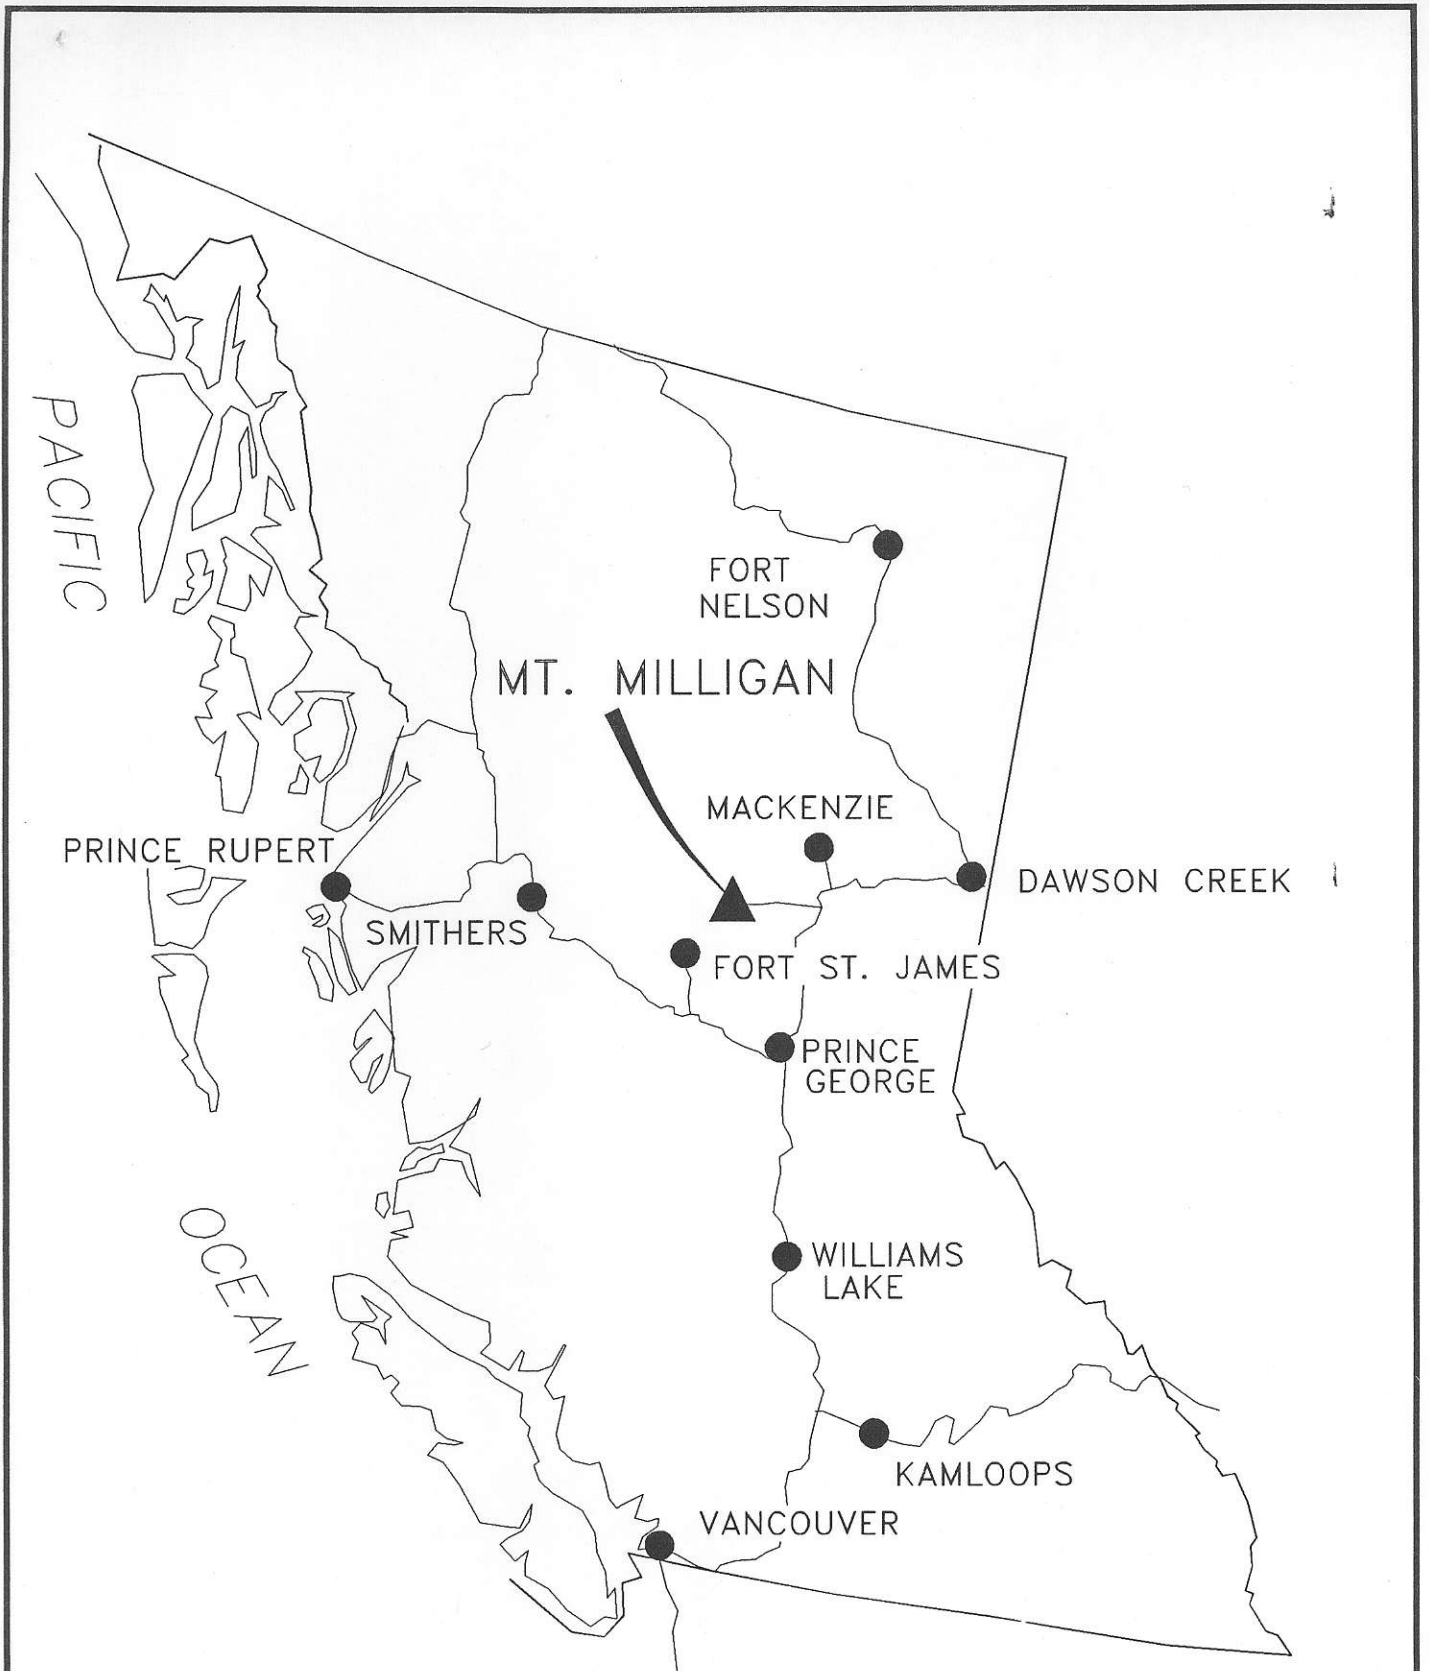 PACIFIC
FORT
NELSON
MT. MILLIGAN
MACKENZIE
PRINCE RUPERT
DAWSON CREEK
SMITHERS
FORT ST. JAMES
PRINCE
GEORGE
OCEAN
WILLIAMS
LAKE
KAMLOOPS
VANCOUVER